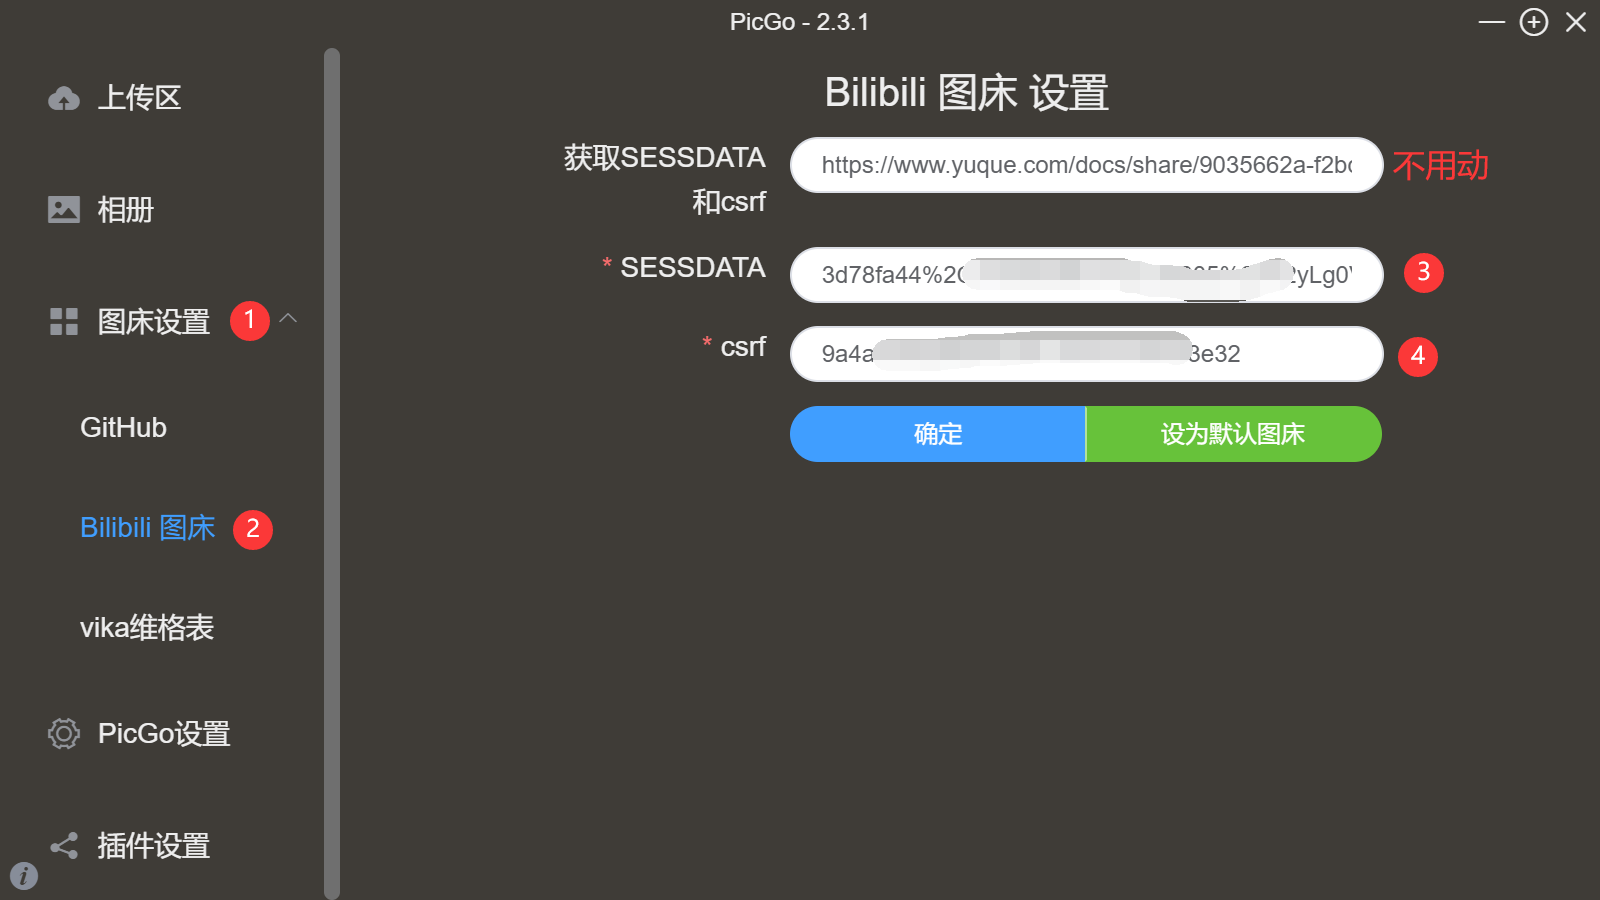 PicGo - 2.3.1
上传区
相册
图床设置 1
GitHub
Bilibili 图床 2
vika维格表
PicGo设置
插件设置
Bilibili 图床 设置
获取SESSDATA
和csrf
https://www.yuque.com/docs/share/9035662a-f2b
不用动
* SESSDATA
3d78fa44%2 yLg0
3
* csrf
9a4a 3e32
4
确定
设为默认图床